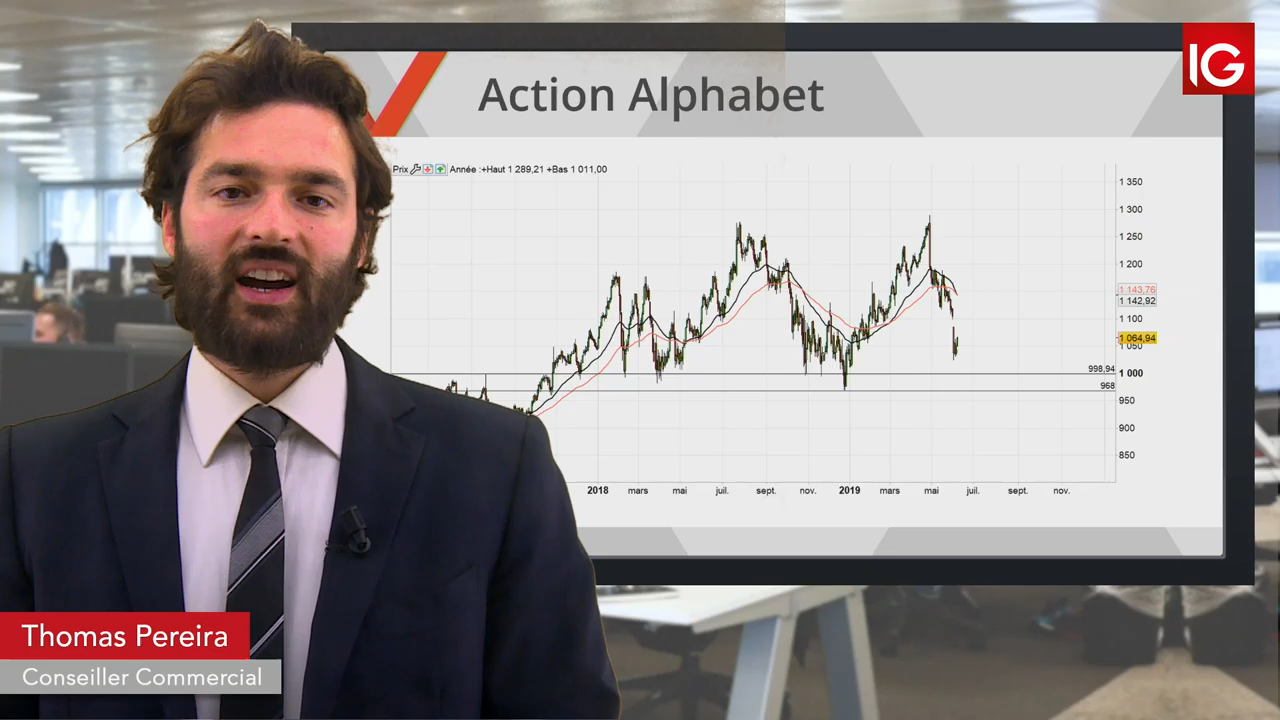 Action Alphabet
IG
Prix Année :+Haut 1 289,21 +Bas 1 011,00
1 350
1 300
1 250
1 200
1 143,76
1 142,92
1 100
1 064,94
1 050
998,94
1 000
968
950
900
850
2018 mars mai juil. sept. nov. 2019 mars mai juil. sept. nov.
Thomas Pereira
Conseiller Commercial